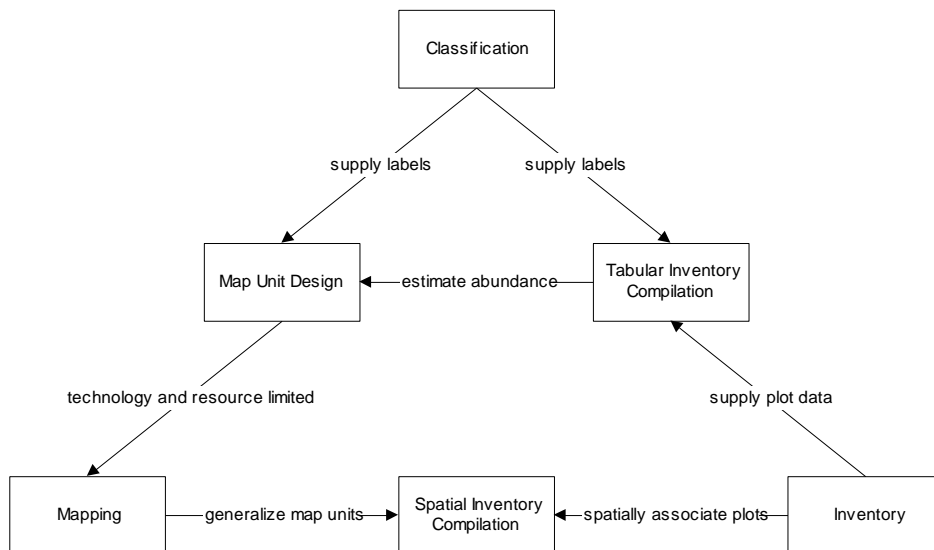 Classification
supply labels
supply labels
Map Unit Design
estimate abundance
Tabular Inventory
Compilation
technology and resource limited
supply plot data
Mapping
generalize map units
Spatial Inventory
Compilation
spatially associate plots
Inventory